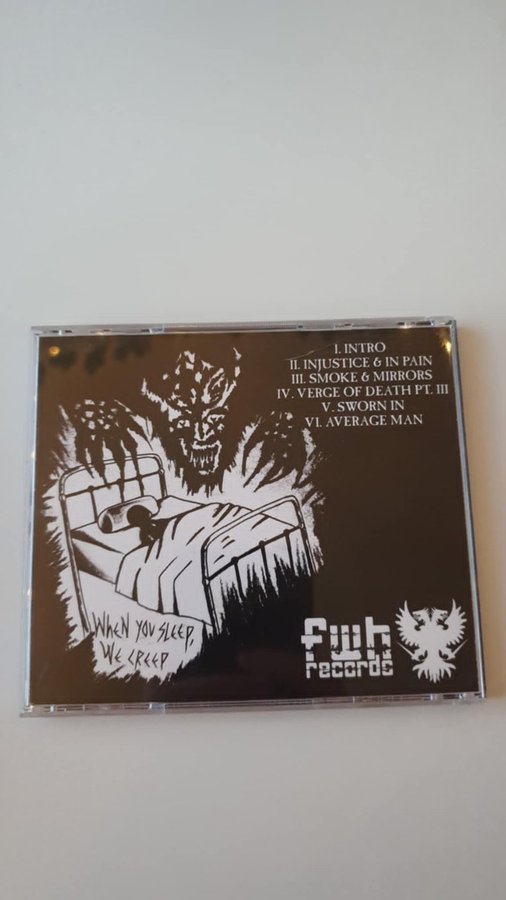 I. INTRO
II. INJUSTICE & IN PAIN
III. SMOKE & MIRRORS
IV. VERGE OF DEATH PT. III
V. SWORN IN
VI. AVERAGE MAN
WHEN YOU SLEEP,
WE CREEP
fwh
records